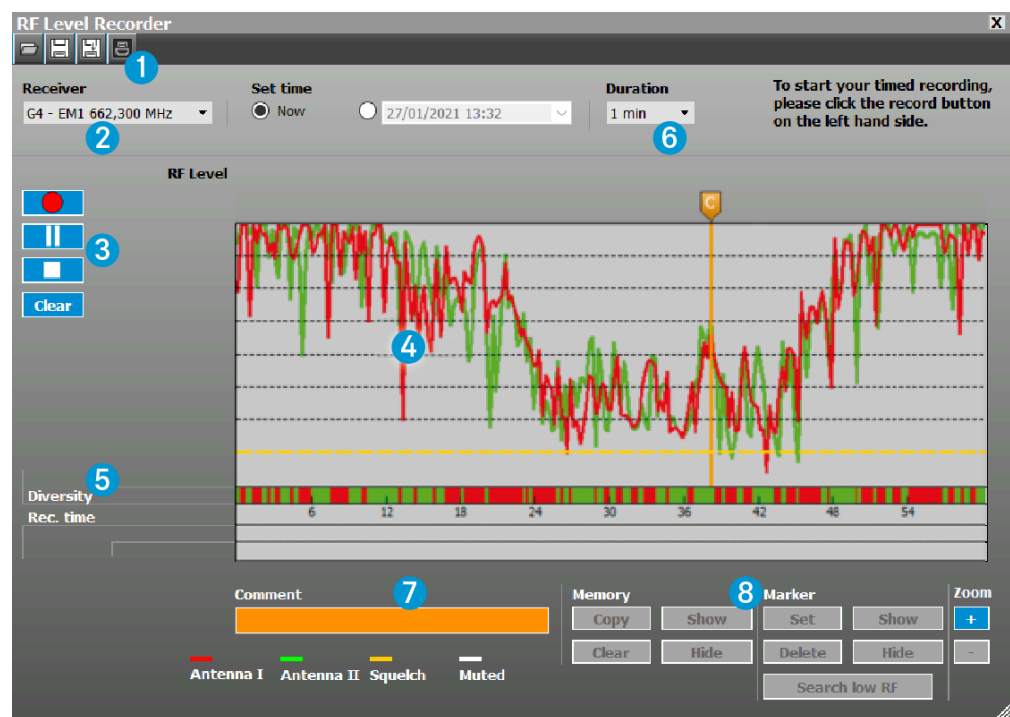 RF Level Recorder X
1
Receiver Set time Duration
G4 - EM1 662,300 MHz Now 27/01/2021 13:32 1 min
To start your timed recording,
please click the record button
on the left hand side.
2 6
RF Level
C
3
Clear
4
5
Diversity
Rec. time
6 12 18 24 30 36 42 48 54
Comment 7 Memory 8 Marker Zoom
Copy Show Set Show +
Clear Hide Delete Hide -
Antenna I Antenna II Squelch Muted
Search low RF